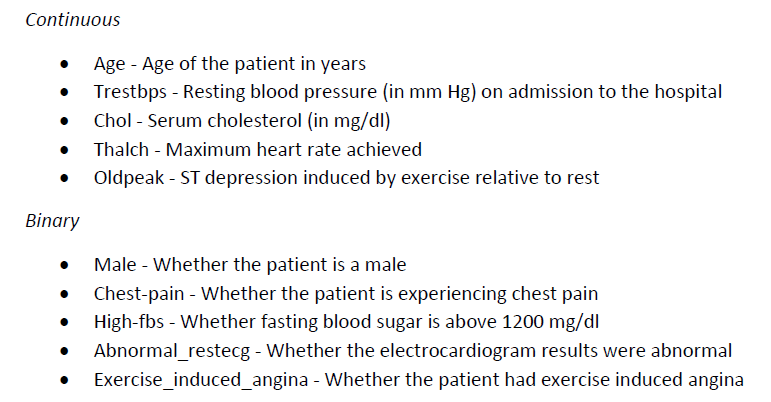 Continuous
• Age - Age of the patient in years
• Trestbps - Resting blood pressure (in mm Hg) on admission to the hospital
• Chol - Serum cholesterol (in mg/dl)
• Thalch - Maximum heart rate achieved
• Oldpeak - ST depression induced by exercise relative to rest
Binary
• Male - Whether the patient is a male
• Chest-pain - Whether the patient is experiencing chest pain
• High-fbs - Whether fasting blood sugar is above 1200 mg/dl
• Abnormal_restecg - Whether the electrocardiogram results were abnormal
• Exercise_induced_angina - Whether the patient had exercise induced angina